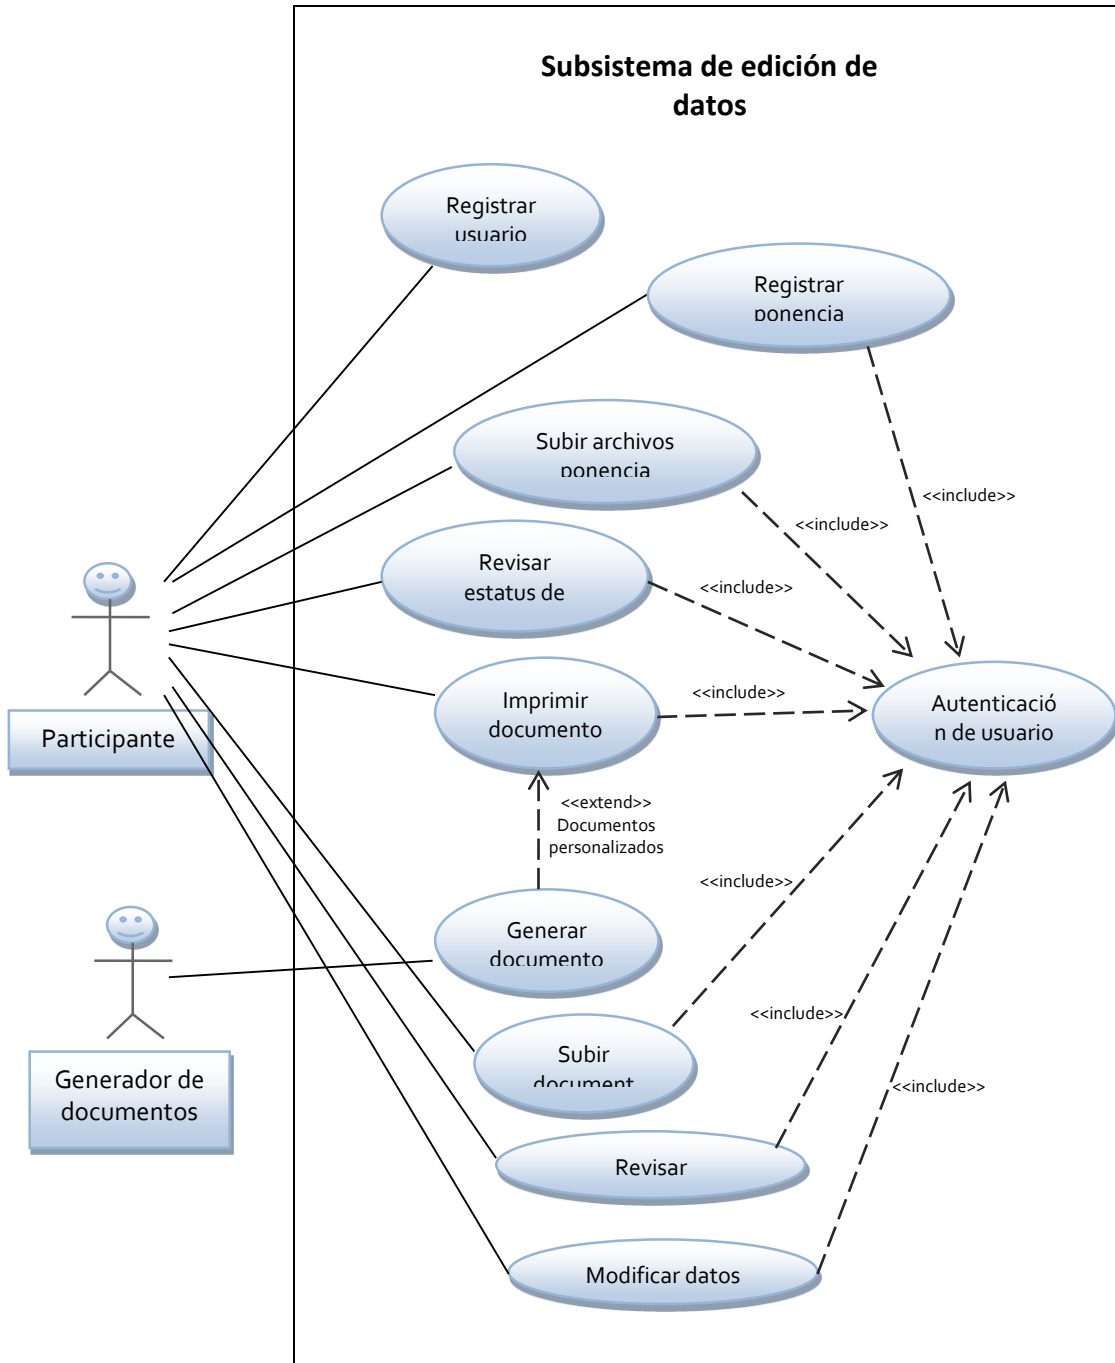 Subsistema de edición de
datos
Registrar
usuario
Registrar
ponencia
Subir archivos
ponencia
<<include>>
<<include>>
Revisar
estatus de
<<include>>
Imprimir
documento
<<include>>
Autenticació
n de usuario
Participante
<<extend>>
Documentos
personalizados
<<include>>
Generar
documento
<<include>>
Subir
document
Generador de
documentos
<<include>>
Revisar
Modificar datos